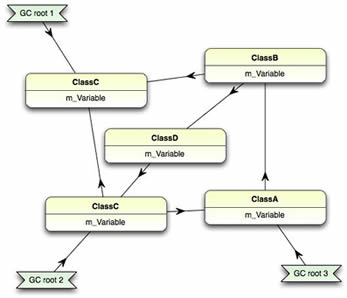 GC root 1
ClassC
m_Variable
ClassB
m_Variable
ClassD
m_Variable
ClassC
m_Variable
ClassA
m_Variable
GC root 2
GC root 3